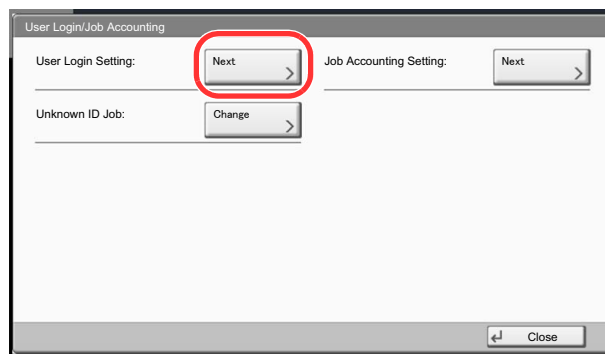 User Login/Job Accounting
User Login Setting: Next Job Accounting Setting: Next
Unknown ID Job: Change
Close